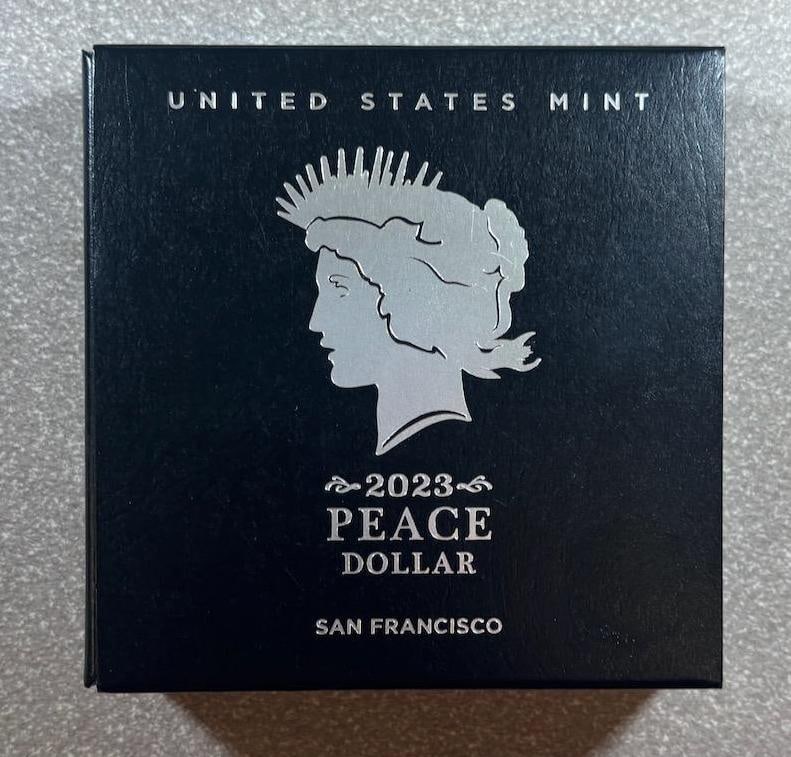 UNITED STATES MINT
2023
PEACE
DOLLAR
SAN FRANCISCO